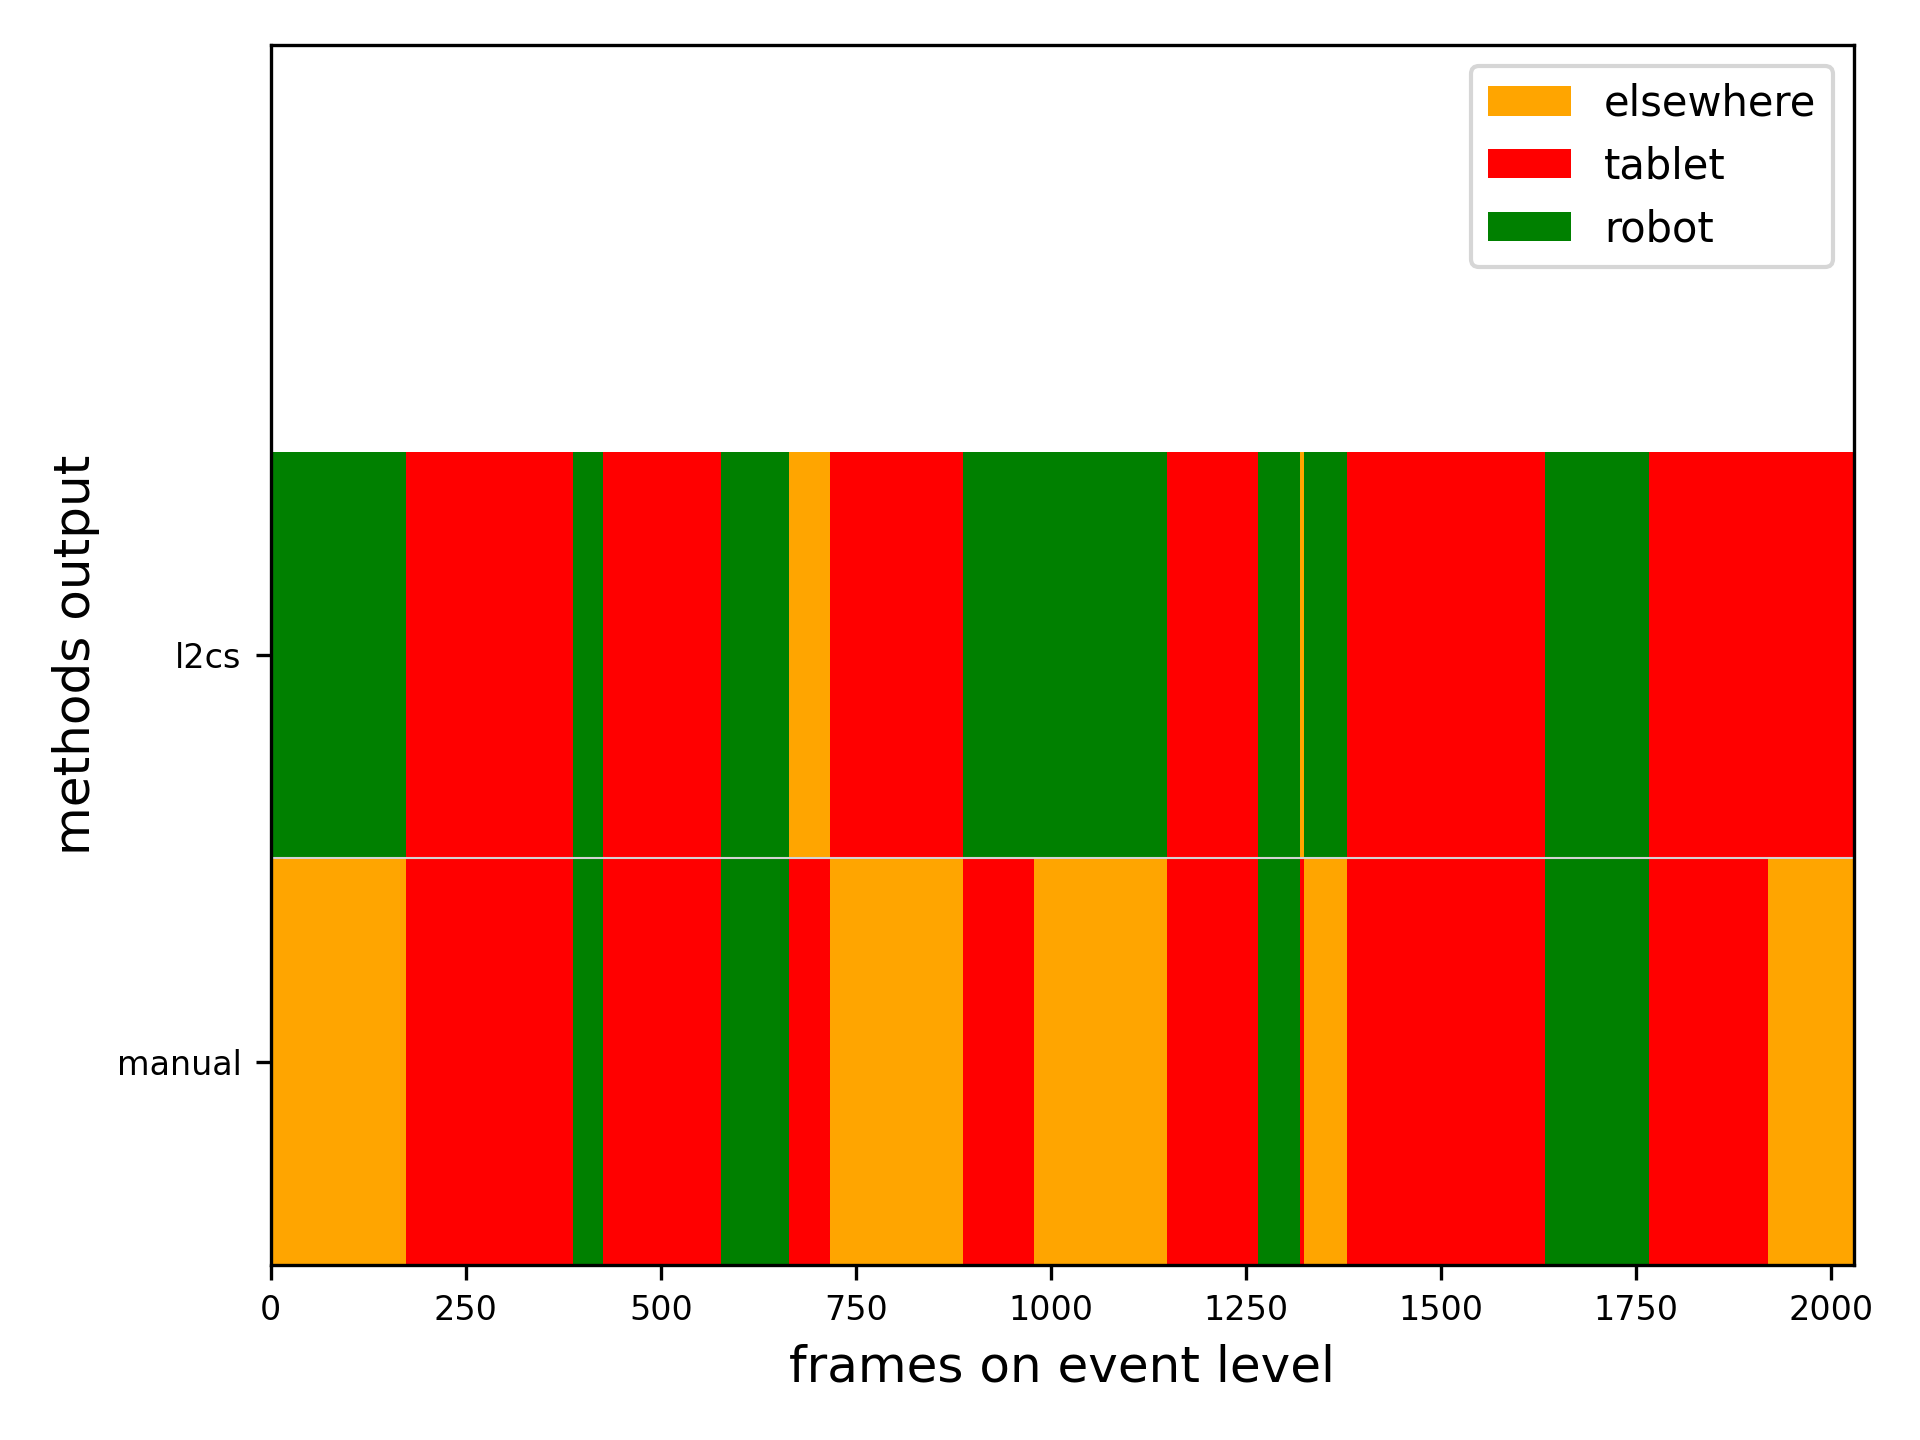 elsewhere
tablet
robot
methods output
l2cs
manual
0 250 500 750 1000 1250 1500 1750 2000
frames on event level